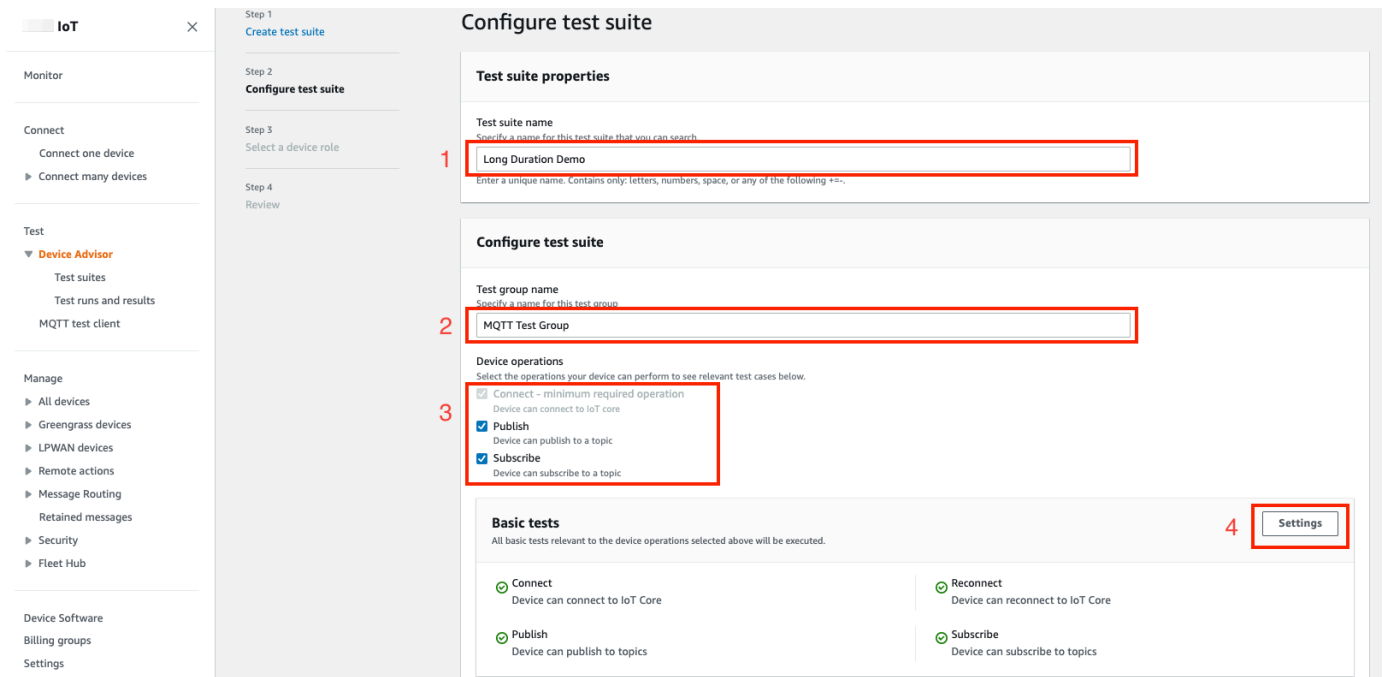 IoT
Monitor
Connect
Connect one device
Connect many devices
Test
Device Advisor
Test suites
Test runs and results
MQTT test client
Manage
All devices
Greengrass devices
LPWAN devices
Remote actions
Message Routing
Retained messages
Security
Fleet Hub
Device Software
Billing groups
Settings
Step 1
Create test suite
Step 2
Configure test suite
Step 3
Select a device role
Step 4
Review
Configure test suite
Test suite properties
Test suite name
Specify a name for this test suite that you can search.
1
Long Duration Demo
Enter a unique name. Contains only: letters, numbers, space, or any of the following +=-.
Configure test suite
Test group name
Specify a name for this test group
2
MQTT Test Group
Device operations
Select the operations your device can perform to see relevant test cases below.
3
Connect - minimum required operation
Device can connect to IoT core
Publish
Device can publish to a topic
Subscribe
Device can subscribe to a topic
Basic tests
All basic tests relevant to the device operations selected above will be executed.
4
Settings
Connect
Device can connect to IoT Core
Reconnect
Device can reconnect to IoT Core
Publish
Device can publish to topics
Subscribe
Device can subscribe to topics